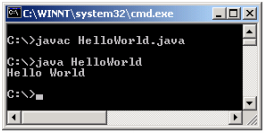 C:\WINNT\system32\cmd.exe
C:\>javac HelloWorld.java
C:\>java HelloWorld
Hello World
C:\>